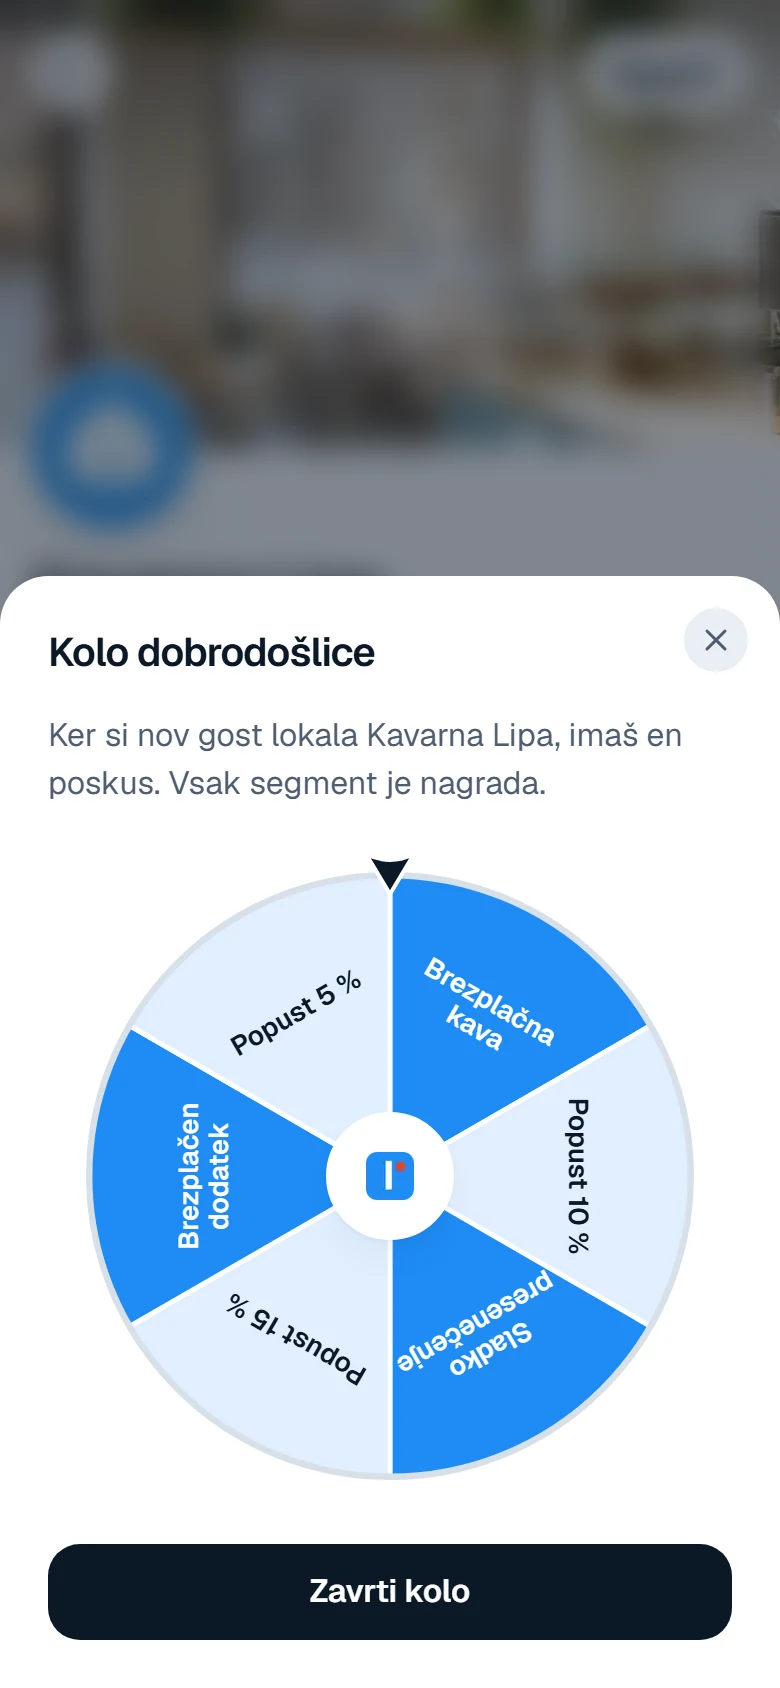 Kolo dobrodošlice
Ker si nov gost lokala Kavarna Lipa, imaš en
poskus. Vsak segment je nagrada.
Brezplačna
kava
Popust 10 %
Sladko
presenečenje
Popust 15 %
Brezplačen
dodatek
Popust 5 %
Zavrti kolo